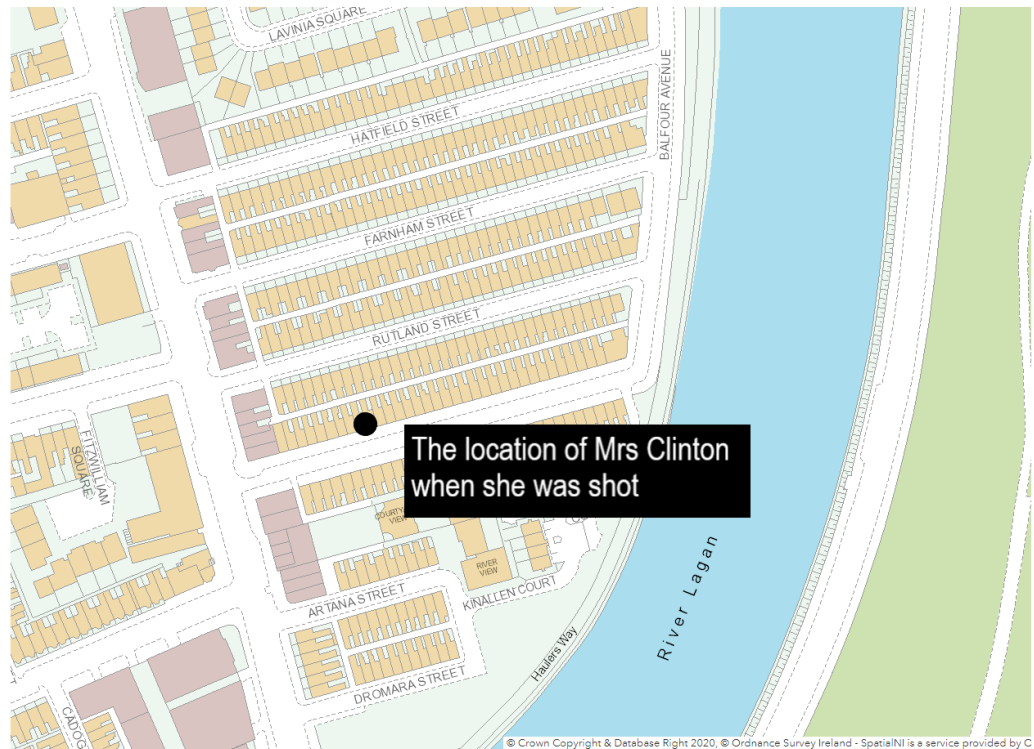 LAVINIA SQUARE
BALFOUR AVENUE
HATFIELD STREET
FARNHAM STREET
RUTLAND STREET
The location of Mrs Clinton
when she was shot
FITZWILLIAM
SQUARE
VIEW
RIVER
VIEW
KINALLEN COURT
ARTANA STREET
River Lagan
Haulers Way
DROMARA STREET
© Crown Copyright & Database Right 2020, © Ordnance Survey Ireland - SpatialNI is a service provided by